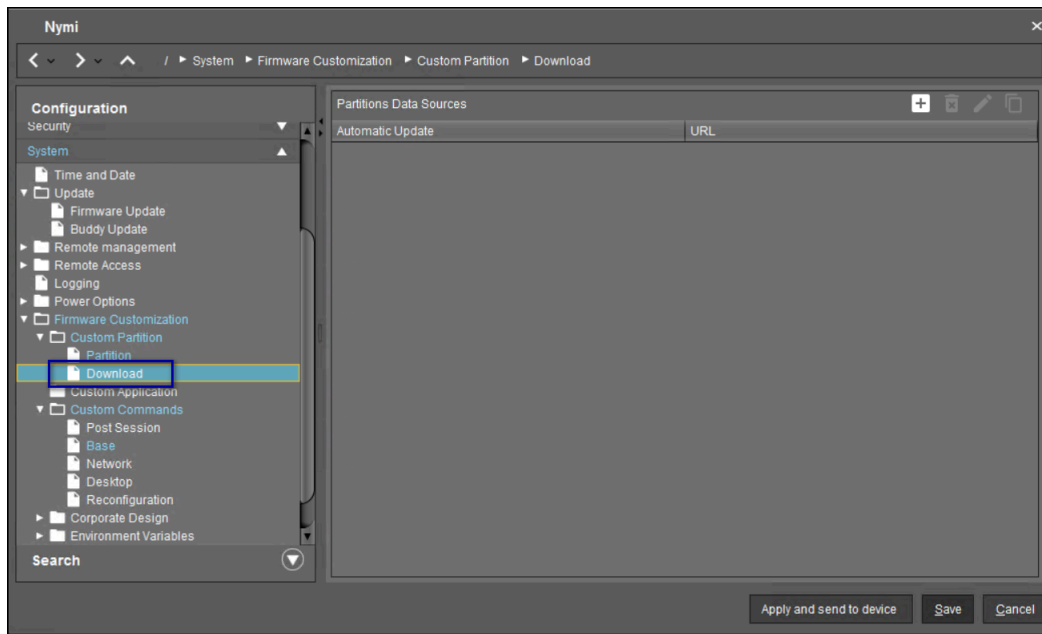 Nymi
/ System Firmware Customization Custom Partition Download
Configuration
Security
System
Time and Date
Update
Firmware Update
Buddy Update
Remote management
Remote Access
Logging
Power Options
Firmware Customization
Custom Partition
Partition
Download
Custom Application
Custom Commands
Post Session
Base
Network
Desktop
Reconfiguration
Corporate Design
Environment Variables
Search
Partitions Data Sources
Automatic Update URL
Apply and send to device Save Cancel